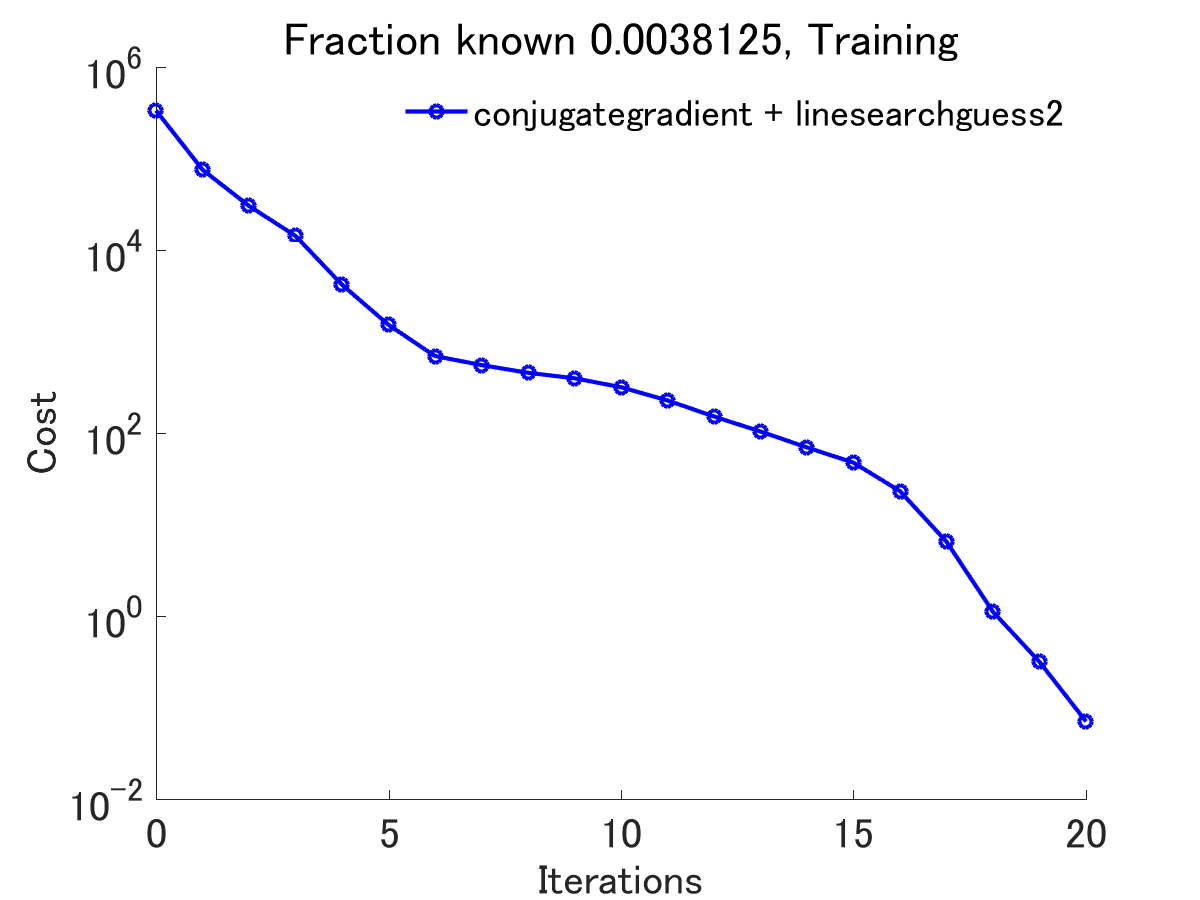 Fraction known 0.0038125, Training
conjugategradient + linesearchguess2
10^6
10^4
10^2
10^0
10^-2
Cost
0 5 10 15 20
Iterations